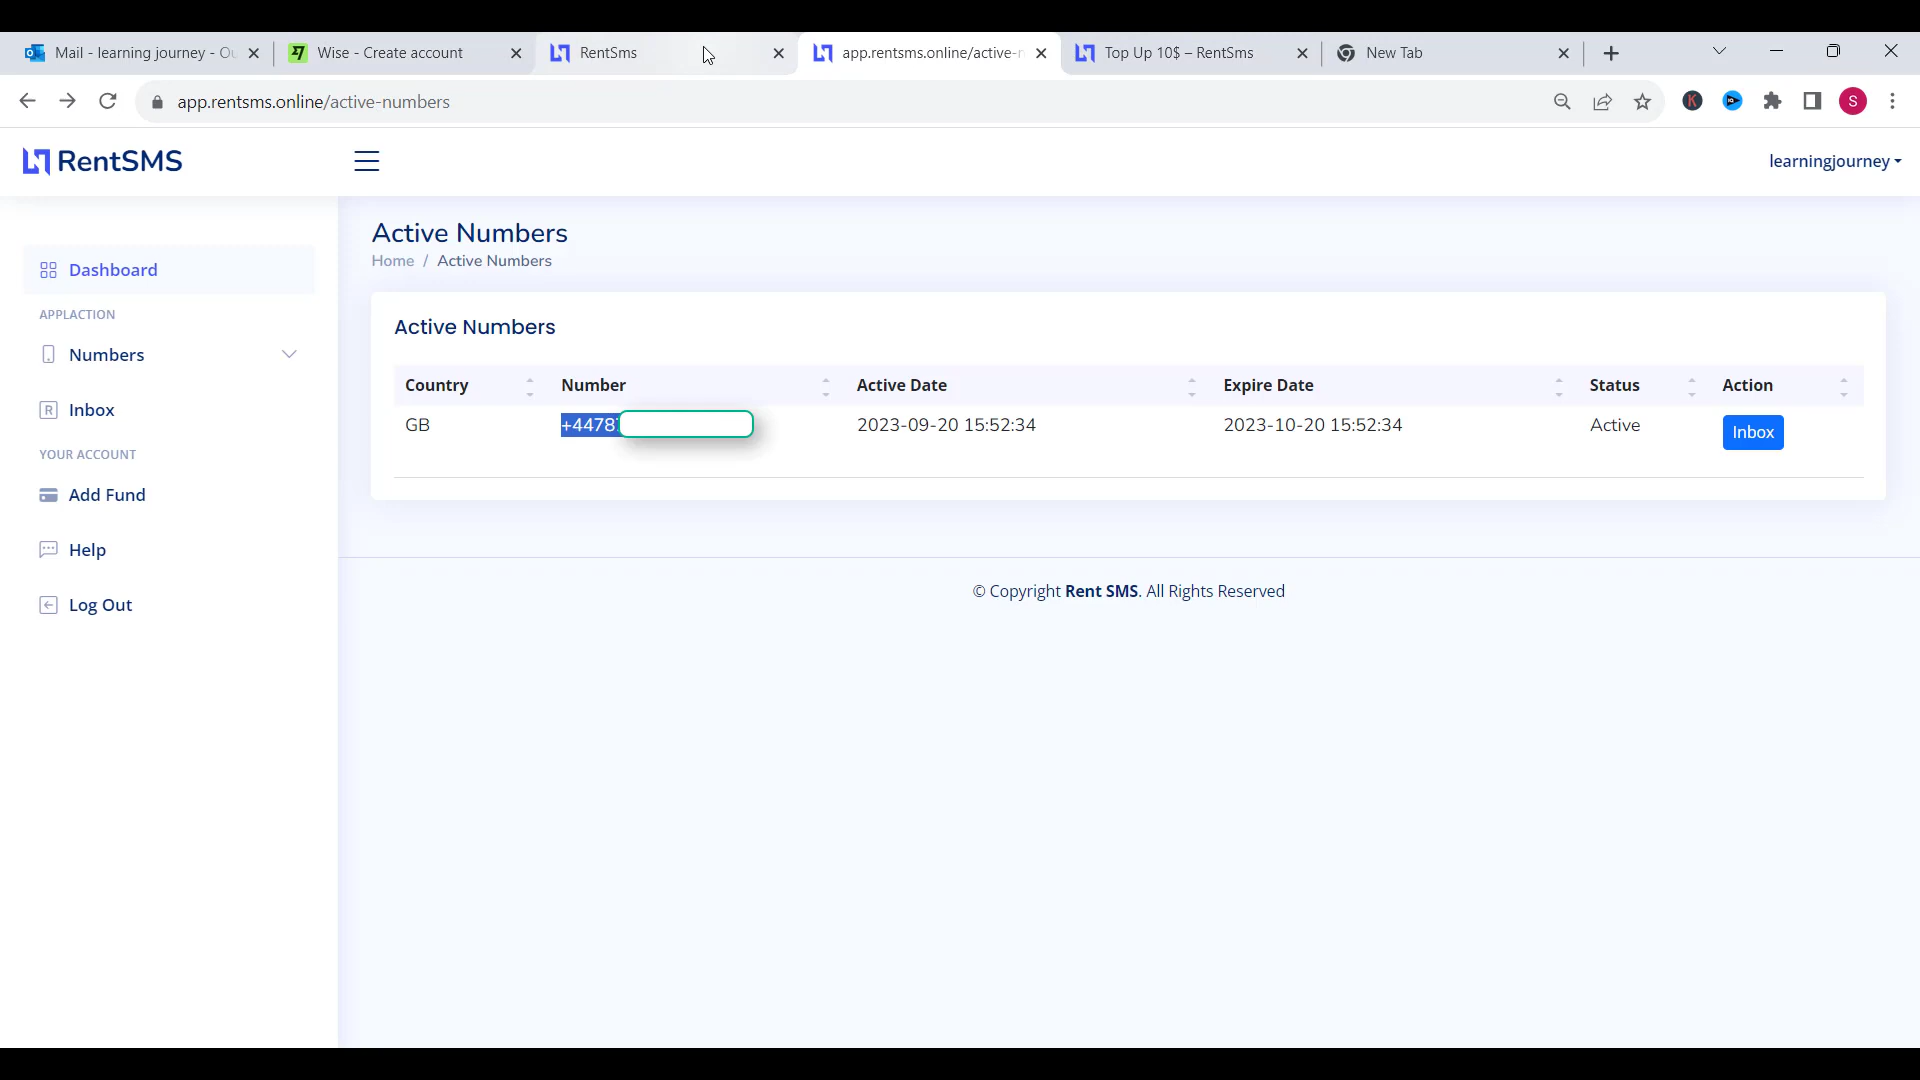 Mail - learning journey - Ou
Wise - Create account
RentSms
app.rentsms.online/active-n
Top Up 10$ – RentSms
New Tab
app.rentsms.online/active-numbers
K
S
RentSMS
learningjourney
Active Numbers
Home / Active Numbers
Dashboard
APPLACTION
Numbers
Inbox
YOUR ACCOUNT
Add Fund
Help
Log Out
Active Numbers
Country Number Active Date Expire Date Status Action
GB +4478 2023-09-20 15:52:34 2023-10-20 15:52:34 Active Inbox
© Copyright Rent SMS. All Rights Reserved